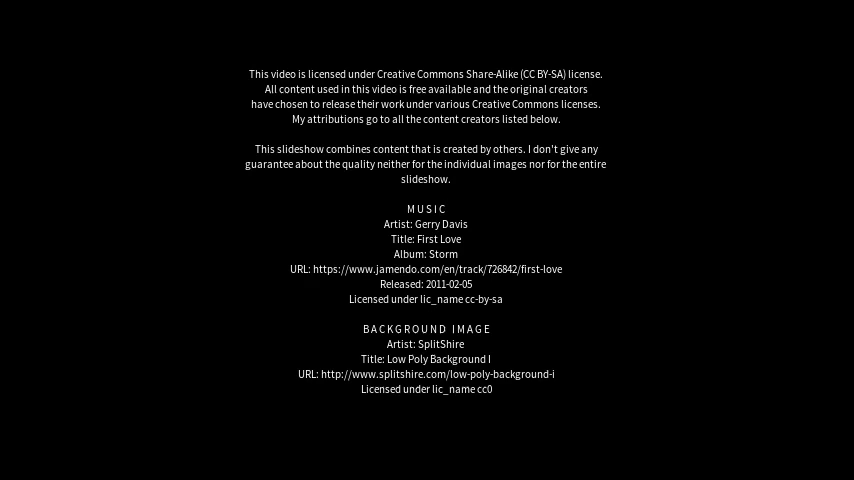 This video is licensed under Creative Commons Share-Alike (CC BY-SA) license.
All content used in this video is free available and the original creators
have chosen to release their work under various Creative Commons licenses.
My attributions go to all the content creators listed below.
This slideshow combines content that is created by others. I don't give any
guarantee about the quality neither for the individual images nor for the entire
slideshow.
MUSIC
Artist: Gerry Davis
Title: First Love
Album: Storm
URL: https://www.jamendo.com/en/track/726842/first-love
Released: 2011-02-05
Licensed under lic_name cc-by-sa
BACKGROUND IMAGE
Artist: SplitShire
Title: Low Poly Background I
URL: http://www.splitshire.com/low-poly-background-i
Licensed under lic_name cc0